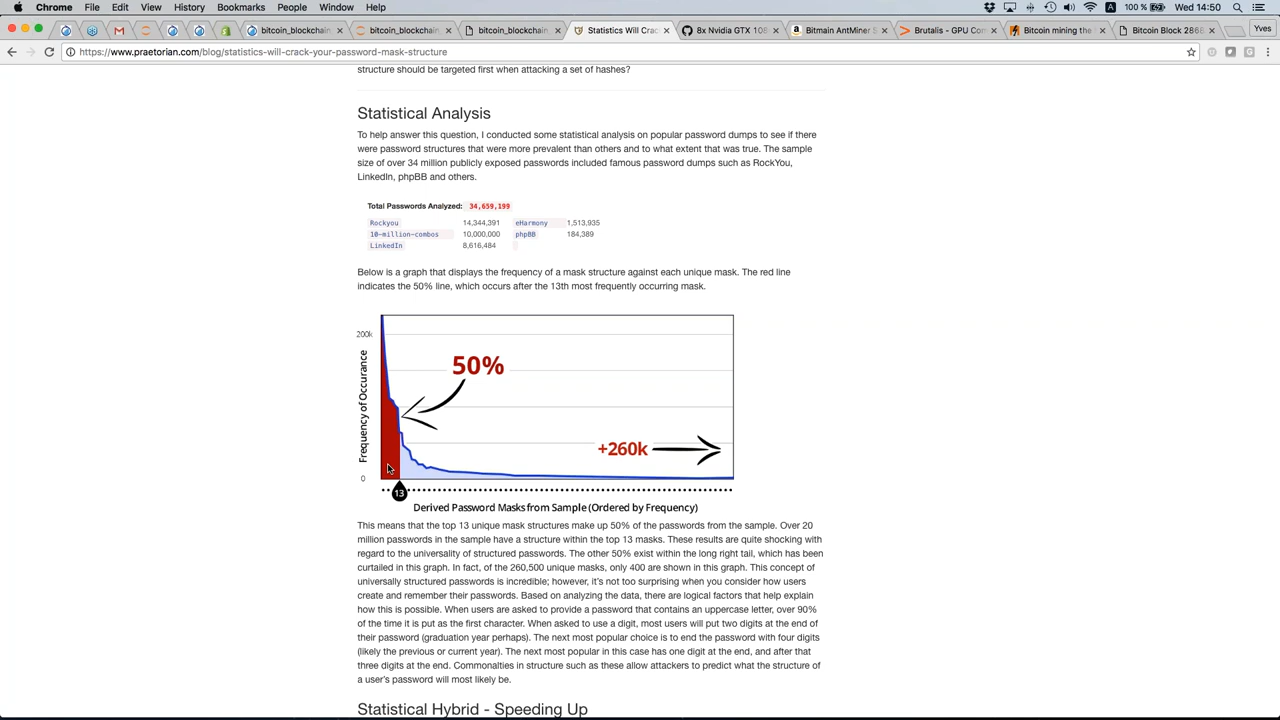 Chrome File Edit View History Bookmarks People Window Help 100 % Wed 14:50
bitcoin_blockchain bitcoin_blockchain bitcoin_blockchain Statistics Will Crac 8x Nvidia GTX 108 Bitmain AntMiner S Brutalis - GPU Com Bitcoin mining the Bitcoin Block 2868 Yves
https://www.praetorian.com/blog/statistics-will-crack-your-password-mask-structure
structure should be targeted first when attacking a set of hashes?
Statistical Analysis
To help answer this question, I conducted some statistical analysis on popular password dumps to see if there
were password structures that were more prevalent than others and to what extent that was true. The sample
size of over 34 million publicly exposed passwords included famous password dumps such as RockYou,
LinkedIn, phpBB and others.
Total Passwords Analyzed: 34,659,199
Rockyou 14,344,391 eHarmony 1,513,935
10-million-combos 10,000,000 phpBB 184,389
LinkedIn 8,616,484
Below is a graph that displays the frequency of a mask structure against each unique mask. The red line
indicates the 50% line, which occurs after the 13th most frequently occurring mask.
200k
50%
Frequency of Occurance
+260k
0
13
Derived Password Masks from Sample (Ordered by Frequency)
This means that the top 13 unique mask structures make up 50% of the passwords from the sample. Over 20
million passwords in the sample have a structure within the top 13 masks. These results are quite shocking with
regard to the universality of structured passwords. The other 50% exist within the long right tail, which has been
curtailed in this graph. In fact, of the 260,500 unique masks, only 400 are shown in this graph. This concept of
universally structured passwords is incredible; however, it's not too surprising when you consider how users
create and remember their passwords. Based on analyzing the data, there are logical factors that help explain
how this is possible. When users are asked to provide a password that contains an uppercase letter, over 90%
of the time it is put as the first character. When asked to use a digit, most users will put two digits at the end of
their password (graduation year perhaps). The next most popular choice is to end the password with four digits
(likely the previous or current year). The next most popular in this case has one digit at the end, and after that
three digits at the end. Commonalties in structure such as these allow attackers to predict what the structure of
a user's password will most likely be.
Statistical Hybrid - Speeding Up